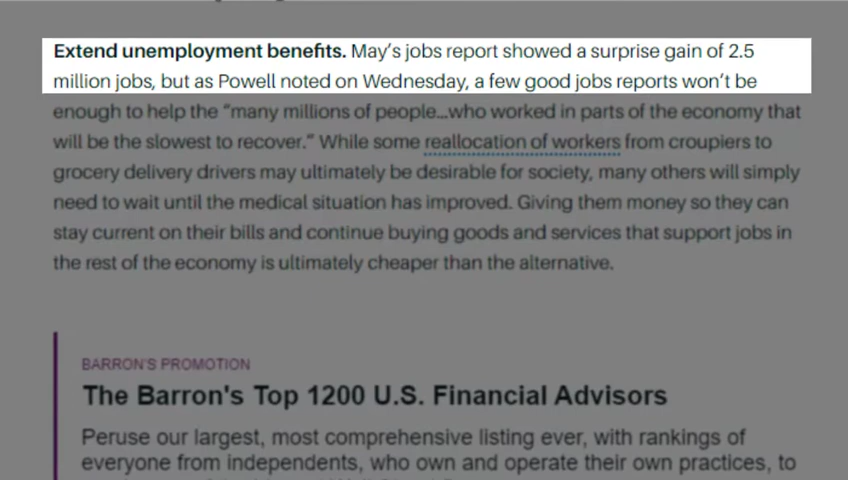 Extend unemployment benefits. May's jobs report showed a surprise gain of 2.5
million jobs, but as Powell noted on Wednesday, a few good jobs reports won't be
enough to help the “many millions of people...who worked in parts of the economy that
will be the slowest to recover.” While some reallocation of workers from croupiers to
grocery delivery drivers may ultimately be desirable for society, many others will simply
need to wait until the medical situation has improved. Giving them money so they can
stay current on their bills and continue buying goods and services that support jobs in
the rest of the economy is ultimately cheaper than the alternative.
BARRON'S PROMOTION
The Barron's Top 1200 U.S. Financial Advisors
Peruse our largest, most comprehensive listing ever, with rankings of
everyone from independents, who own and operate their own practices, to